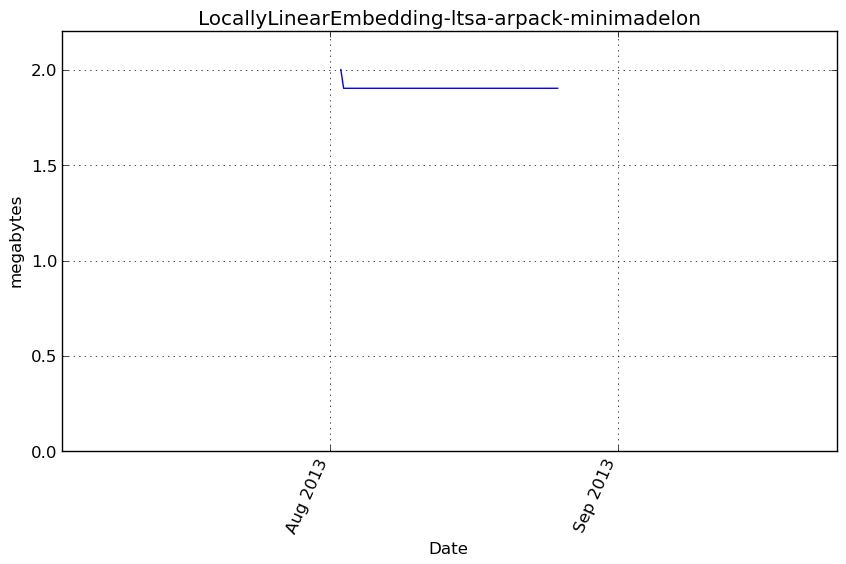 LocallyLinearEmbedding-ltsa-arpack-minimadelon
2.0
1.5
1.0
0.5
0.0
megabytes
Aug 2013
Sep 2013
Date